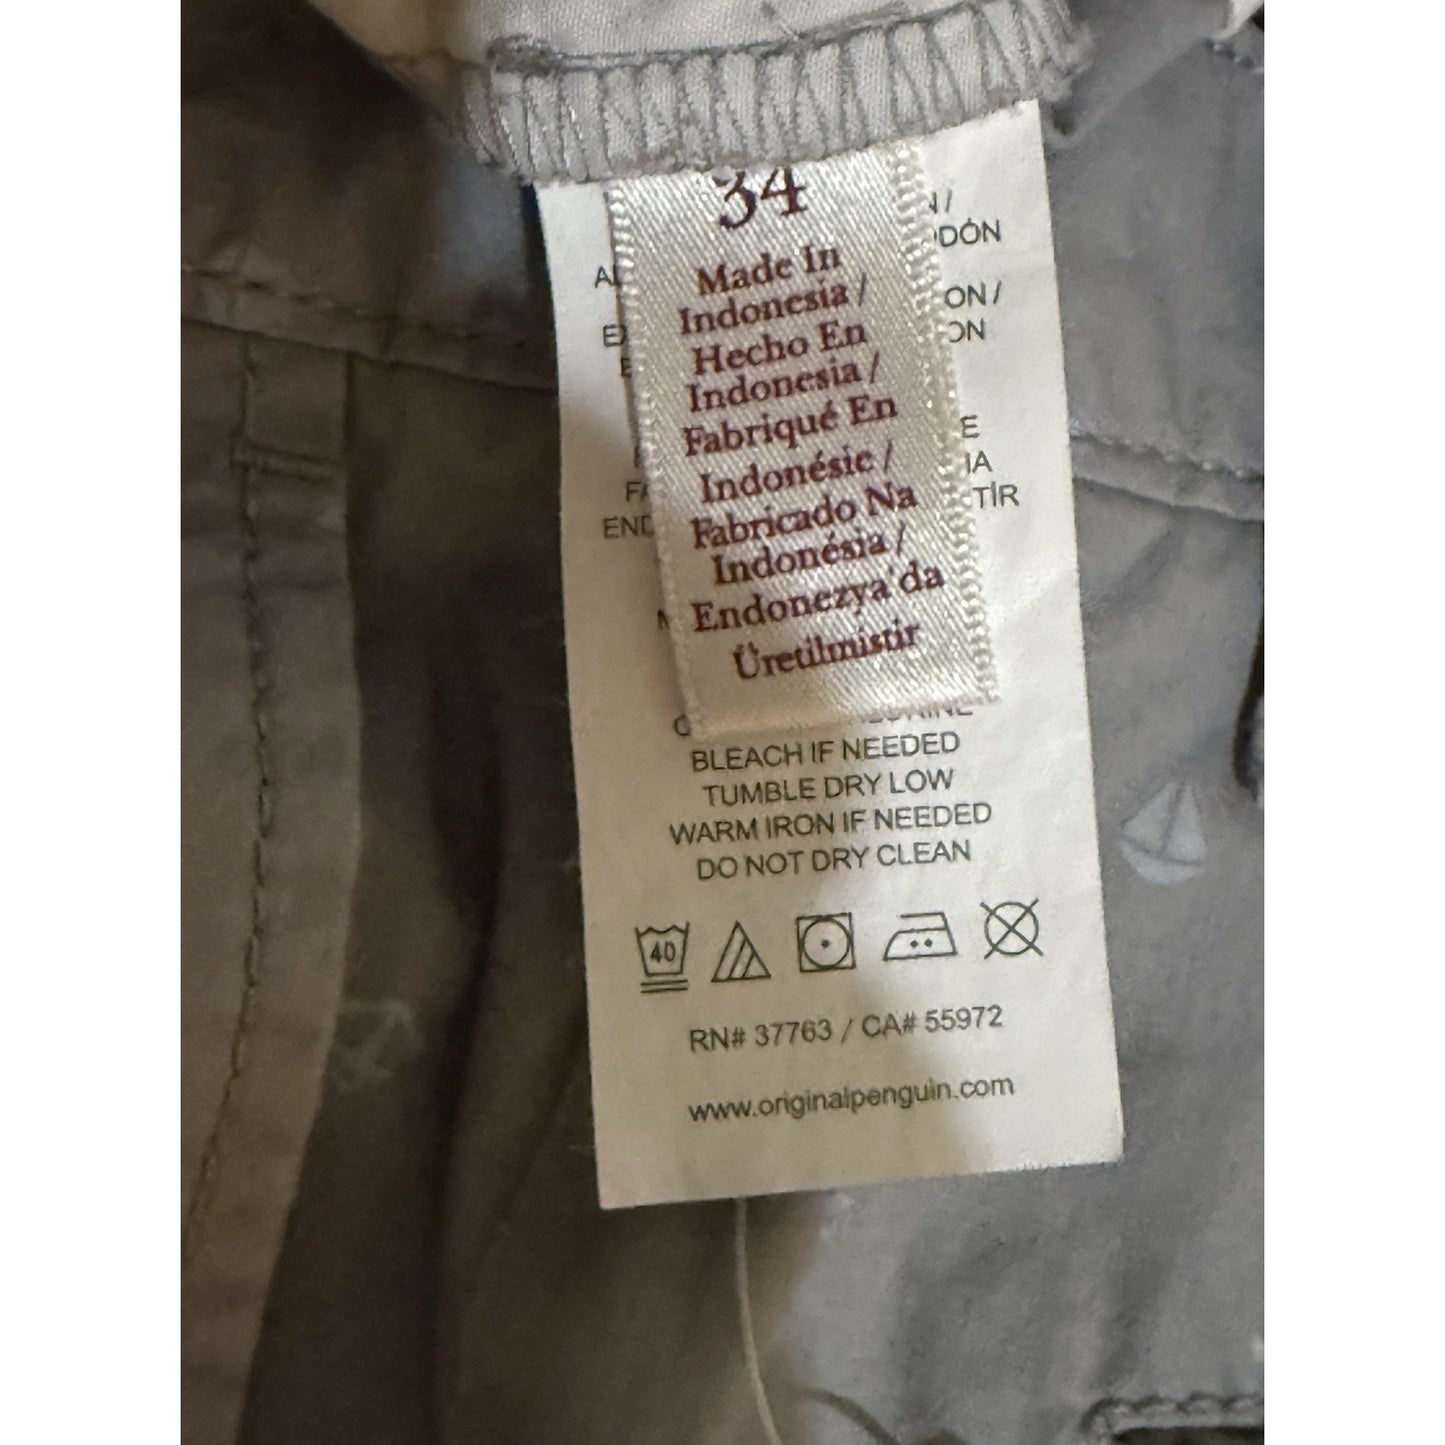 34
Made In
Indonesia /
Hecho En
Indonesia /
Fabriqué En
Indonésie /
Fabricado Na
Indonésia /
Endonezya'da
Üretilmistir
BLEACH IF NEEDED
TUMBLE DRY LOW
WARM IRON IF NEEDED
DO NOT DRY CLEAN
40
RN# 37763 / CA# 55972
www.originalpenguin.com